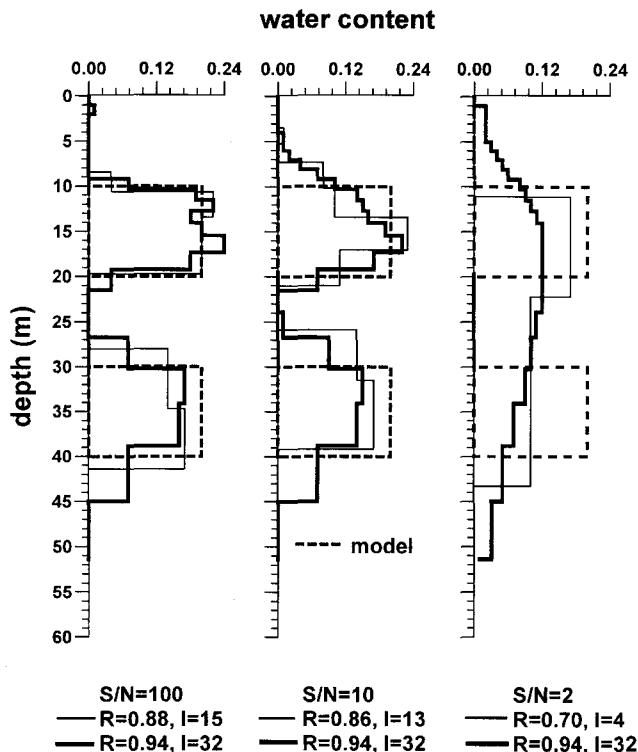 water content
0.00 0.12 0.24 0.00 0.12 0.24 0.00 0.12 0.24
0
5
10
15
20
25
30
35
40
45
50
55
60
depth (m)
model
S/N=100 S/N=10 S/N=2
R=0.88, I=15 R=0.86, I=13 R=0.70, I=4
R=0.94, I=32 R=0.94, I=32 R=0.94, I=32